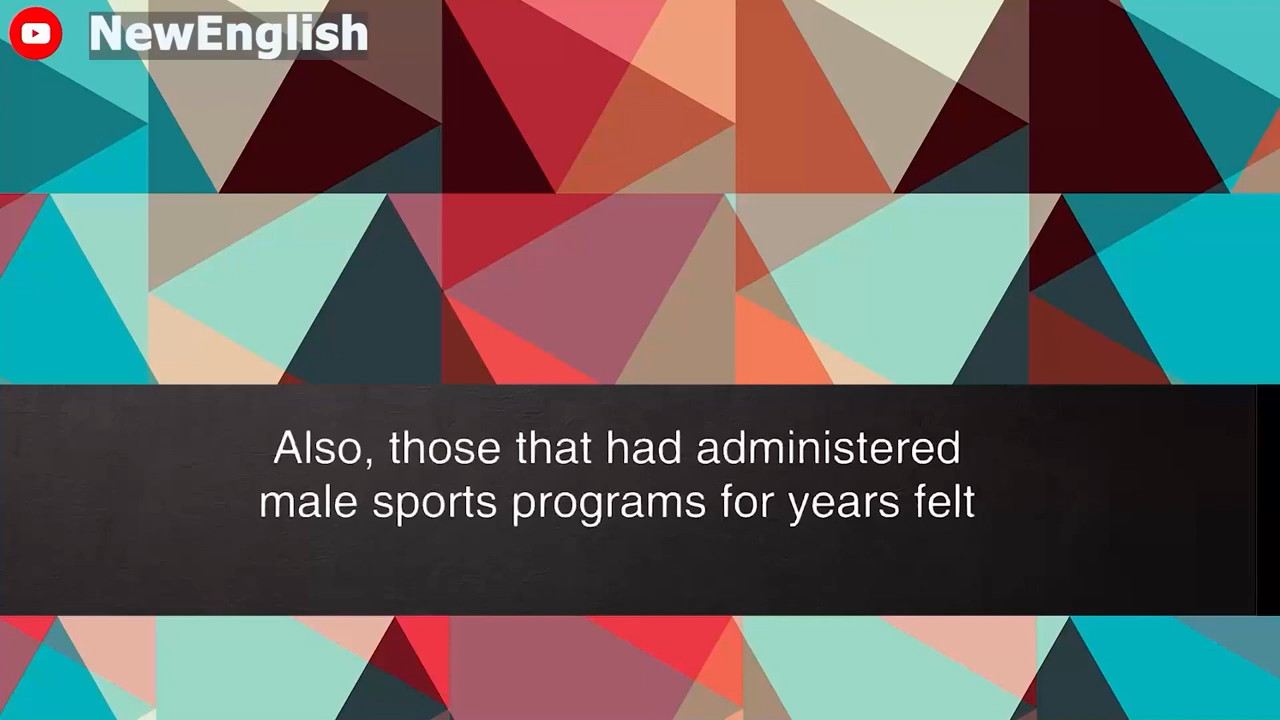 NewEnglish
Also, those that had administered
male sports programs for years felt